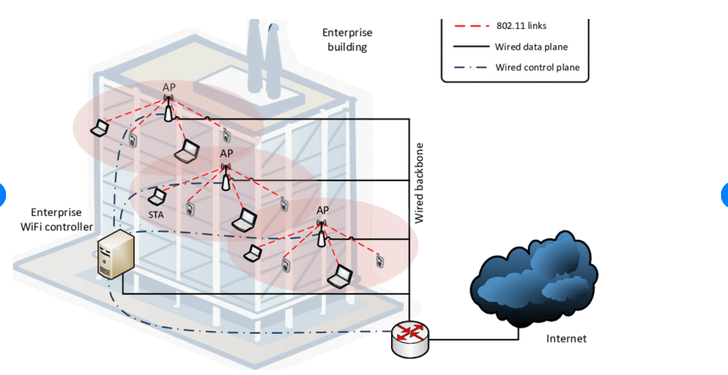 Enterprise
building
802.11 links
Wired data plane
Wired control plane
AP
AP
STA
AP
Wired backbone
Enterprise
WiFi controller
Internet